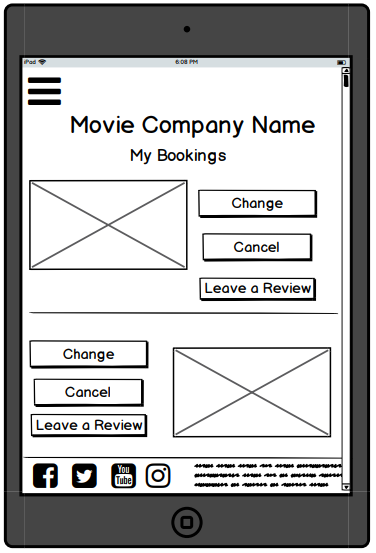 iPad 6:08 PM
Movie Company Name
My Bookings
Change
Cancel
Leave a Review
Change
Cancel
Leave a Review
You
Tube